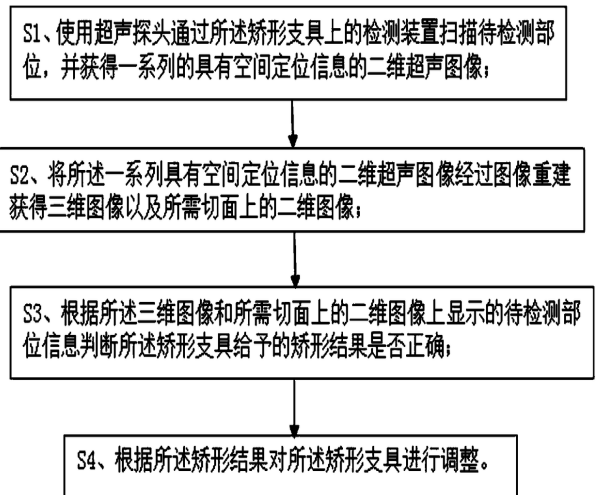 S1、使用超声探头通过所述矫形支具上的检测装置扫描待检测部
位，并获得一系列的具有空间定位信息的二维超声图像；
S2、将所述一系列具有空间定位信息的二维超声图像经过图像重建
获得三维图像以及所需切面上的二维图像；
S3、根据所述三维图像和所需切面上的二维图像上显示的待检测部
位信息判断所述矫形支具给予的矫形结果是否正确；
S4、根据所述矫形结果对所述矫形支具进行调整。